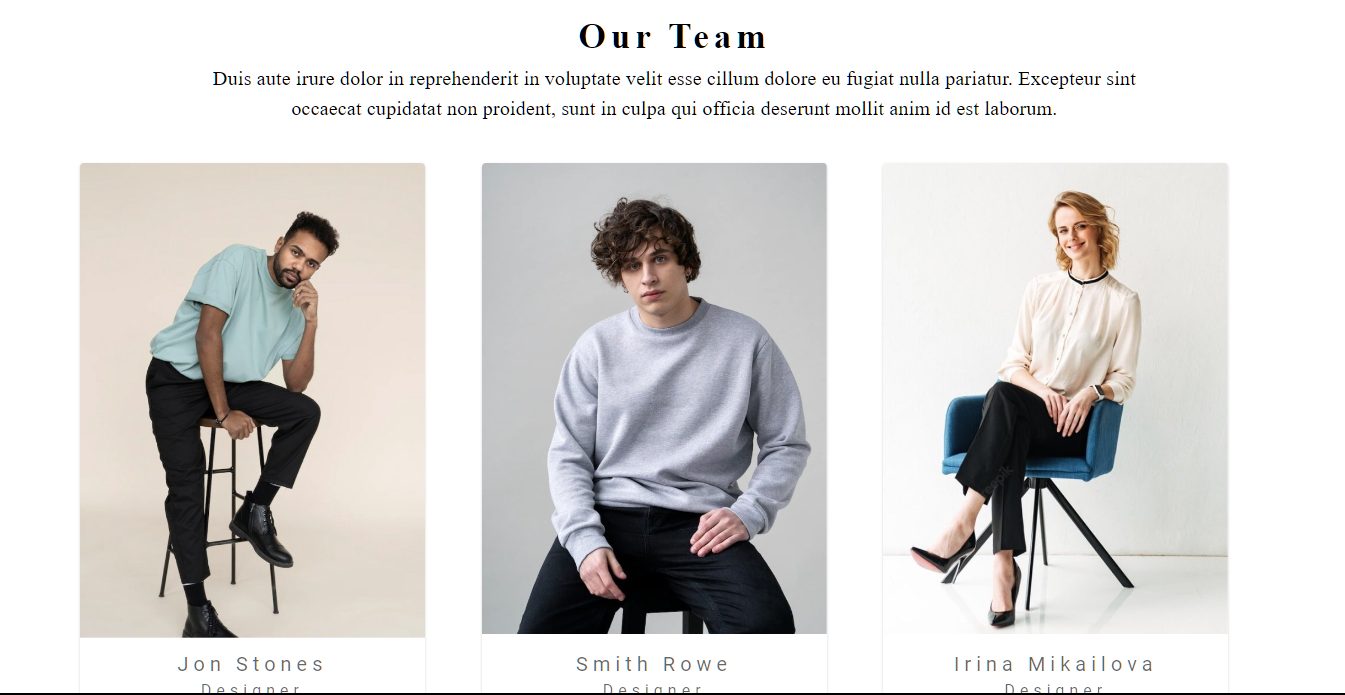 Our Team
Duis aute irure dolor in reprehenderit in voluptate velit esse cillum dolore eu fugiat nulla pariatur. Excepteur sint
occaecat cupidatat non proident, sunt in culpa qui officia deserunt mollit anim id est laborum.
Jon Stones
Smith Rowe
Irina Mikailova
Designer
Designer
Designer